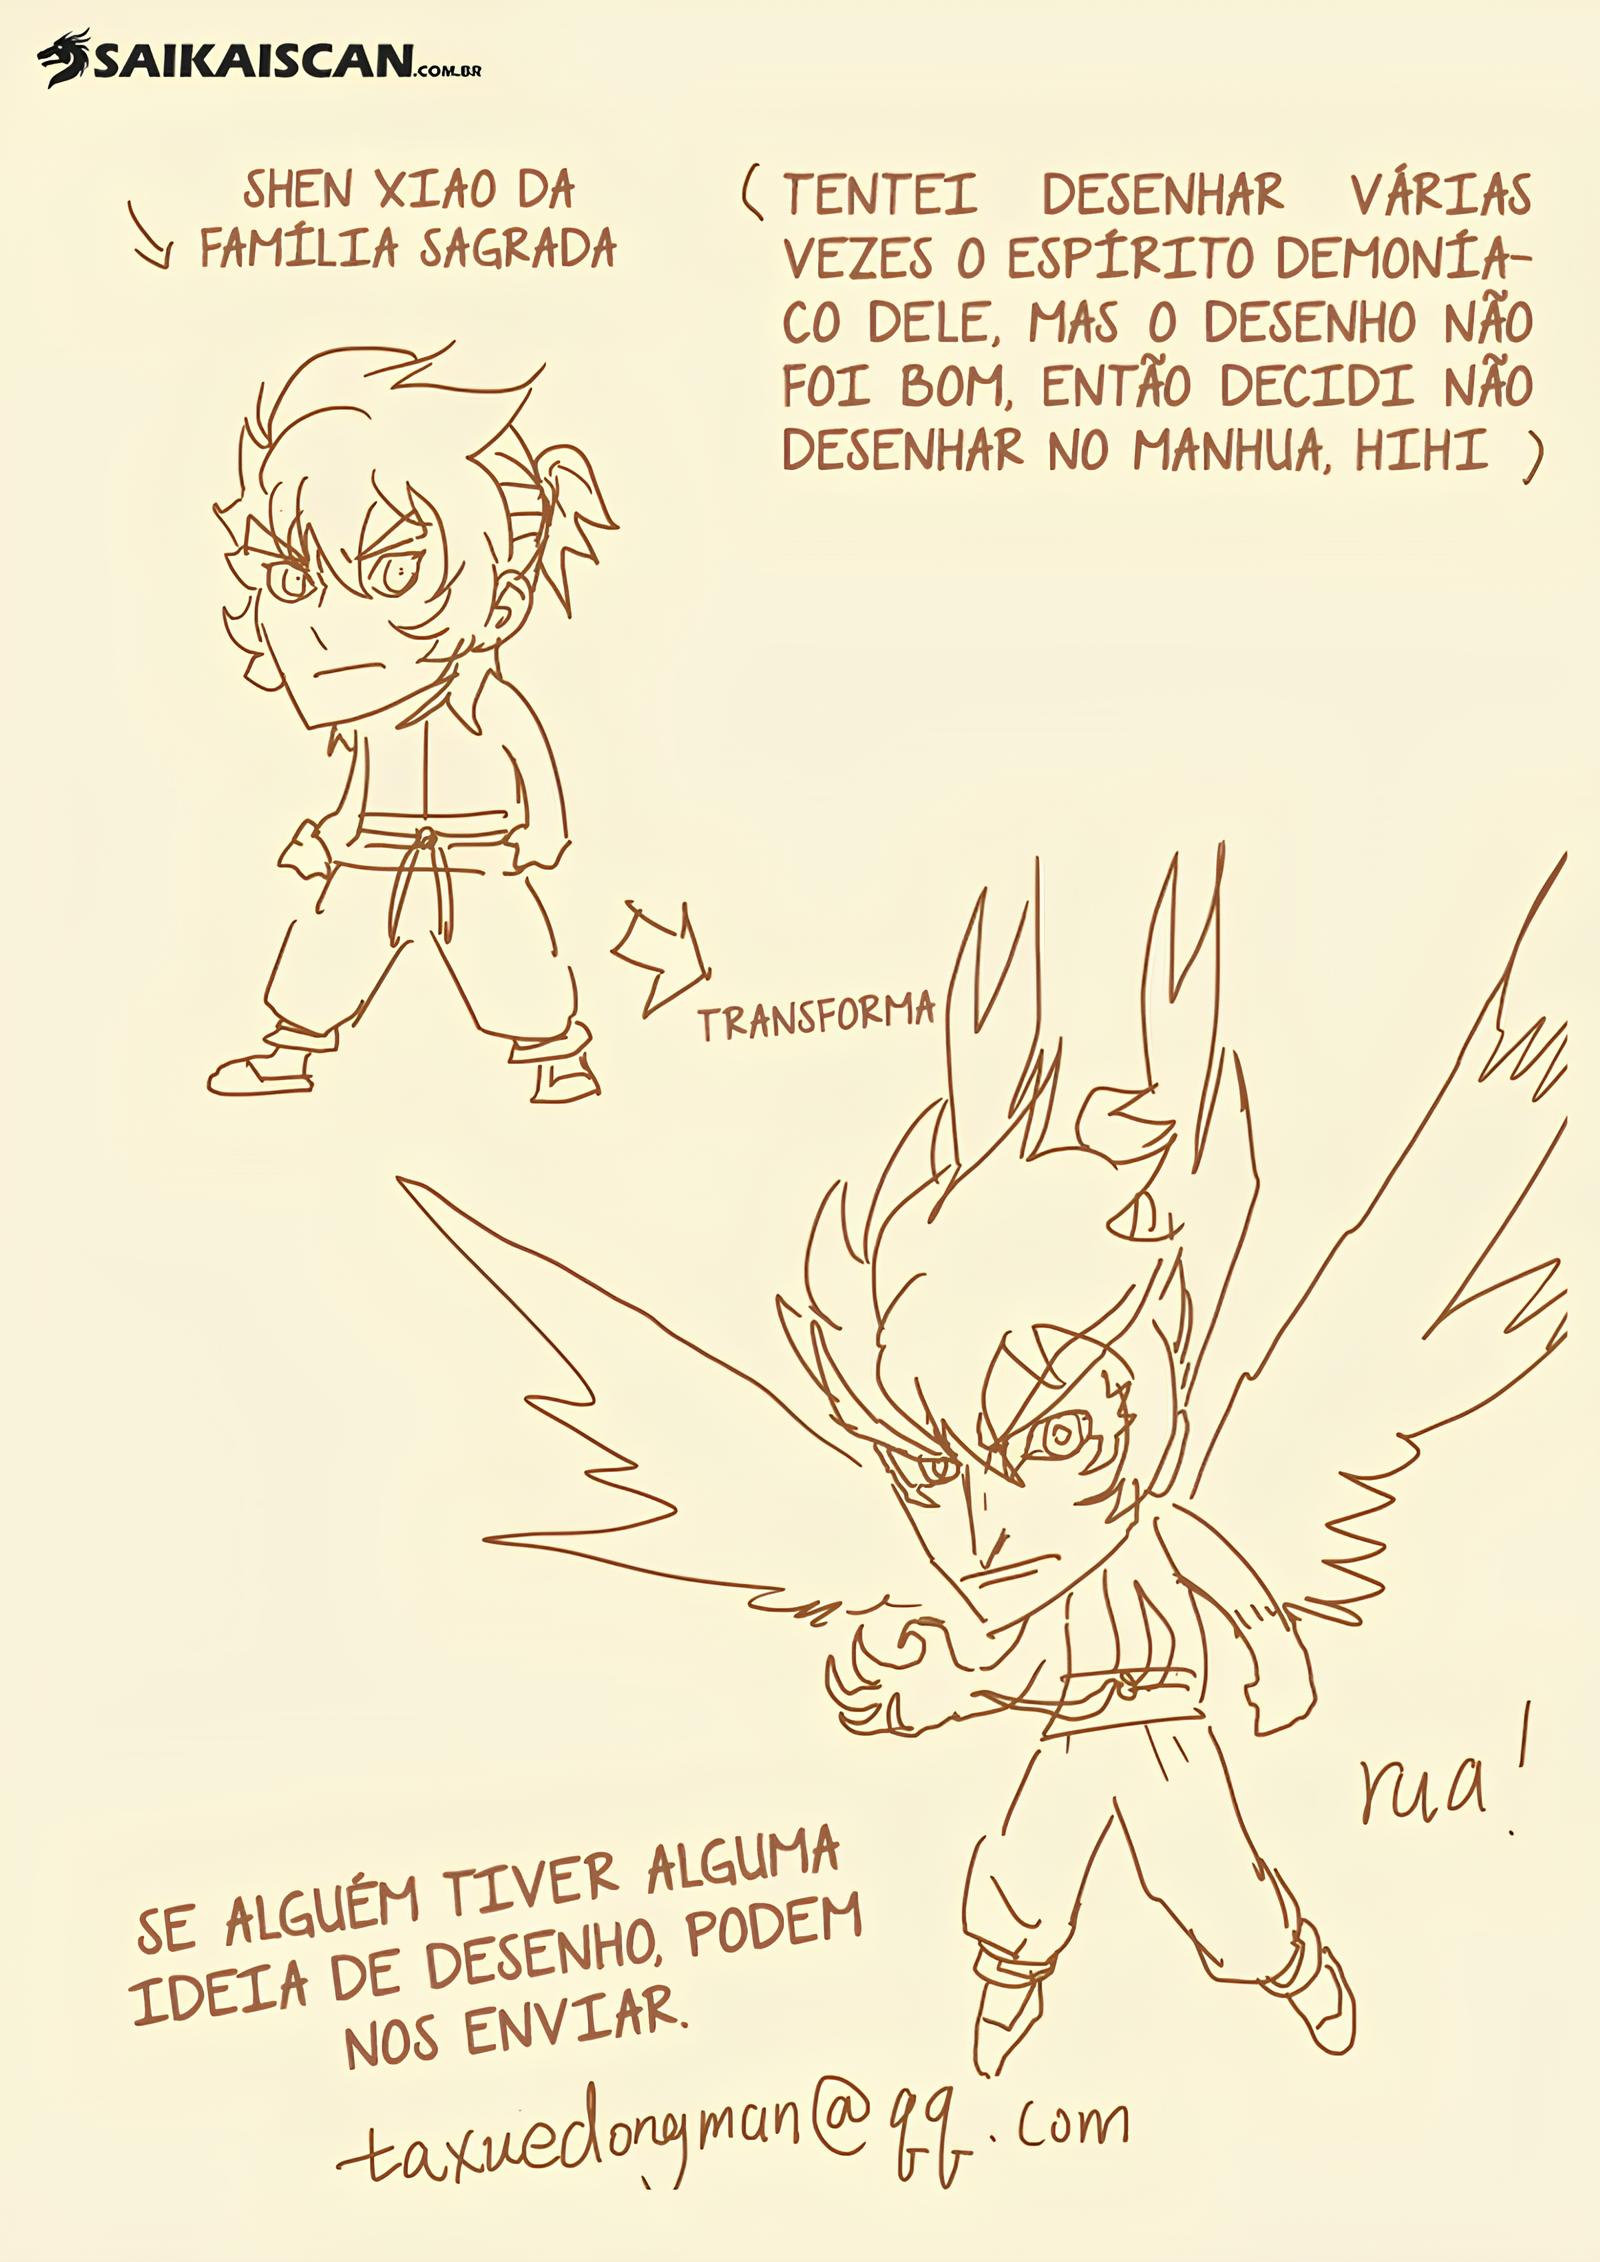 SAIKAISCAN.COM.BR
SHEN XIAO DA
FAMÍLIA SAGRADA
( TENTEI DESENHAR VÁRIAS
VEZES O ESPÍRITO DEMONÍA-
CO DELE, MAS O DESENHO NÃO
FOI BOM, ENTÃO DECIDI NÃO
DESENHAR NO MANHUA, HIHI )
TRANSFORMA
rua!
SE ALGUÉM TIVER ALGUMA
IDEIA DE DESENHO, PODEM
NOS ENVIAR.
taxuedongman@qq.com